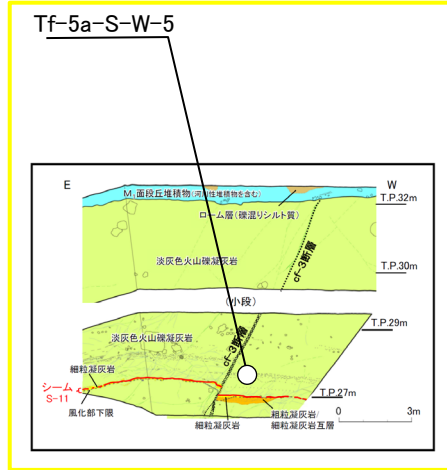 Tf-5a-S-W-5
E
W
M₁面段丘堆積物(河川性堆積物を含む)
T.P.32m
ローム層(礫混りシルト質)
cf-3断層
淡灰色火山礫凝灰岩
T.P.30m
(小段)
T.P.29m
淡灰色火山礫凝灰岩
cf-3断層
細粒凝灰岩
シーム
S-11
風化部下限
T.P.27m
細粒凝灰岩
粗粒凝灰岩/
細粒凝灰岩互層
0
3m